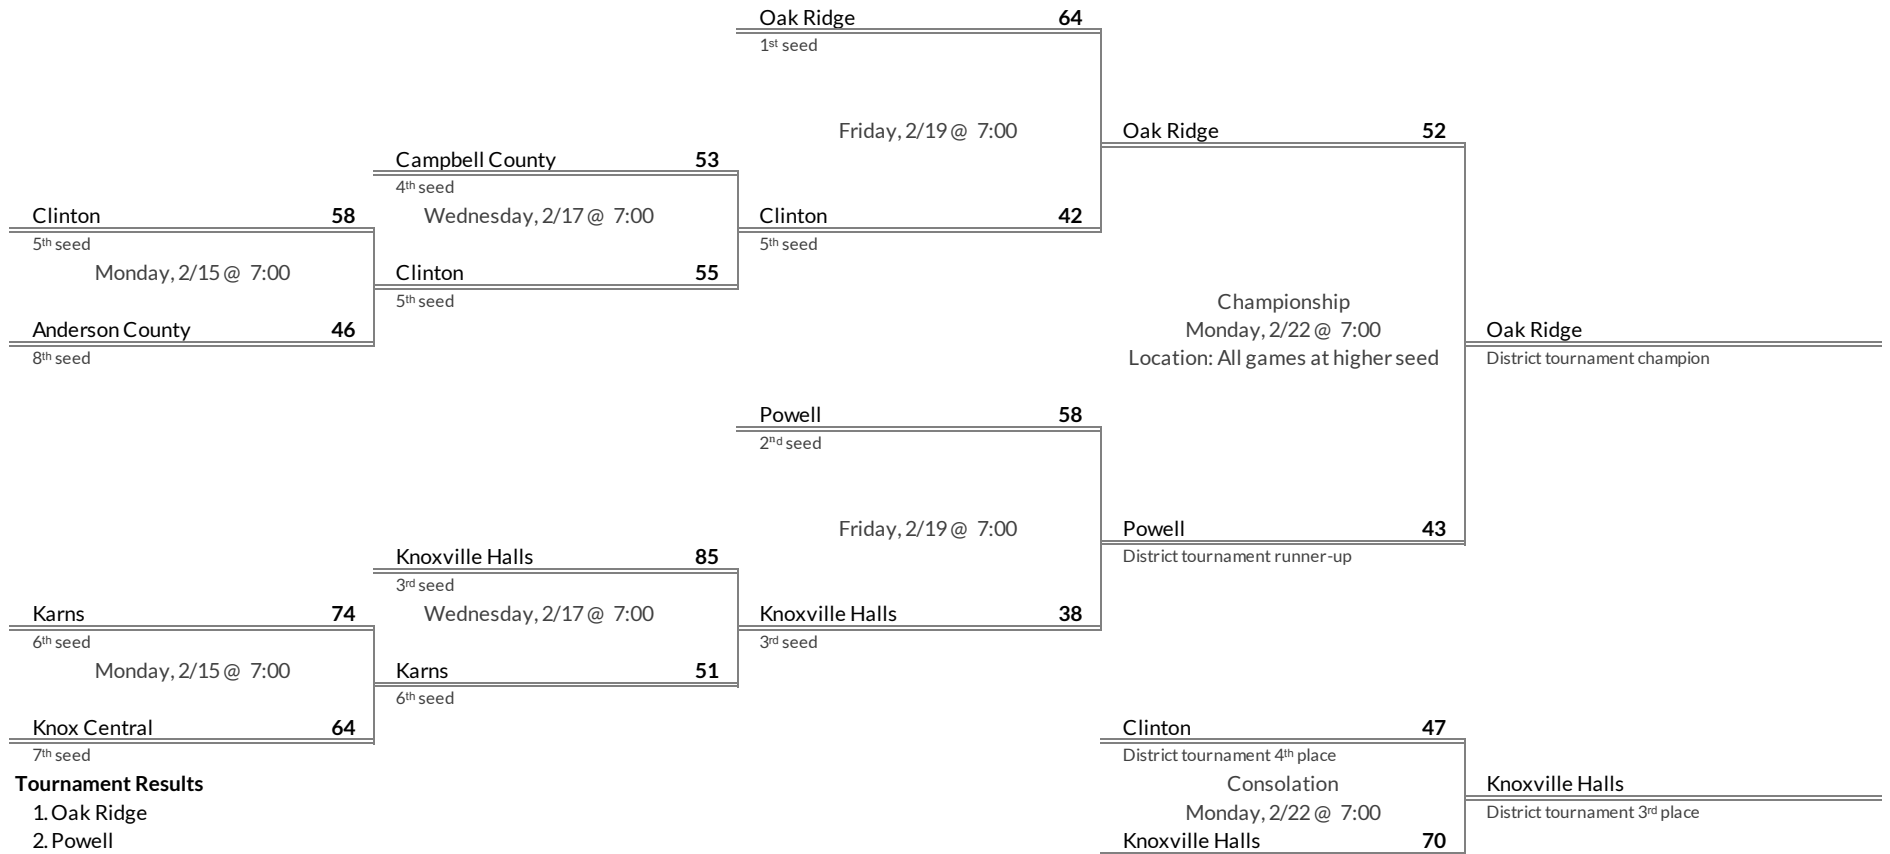 Oak Ridge 64
1st seed
Friday, 2/19 @ 7:00
Oak Ridge 52
Campbell County 53
4th seed
Clinton 58
Wednesday, 2/17 @ 7:00
Clinton 42
5th seed
5th seed
Monday, 2/15 @ 7:00
Clinton 55
5th seed
Championship
Anderson County 46
Monday, 2/22 @ 7:00
Oak Ridge
8th seed
Location: All games at higher seed
District tournament champion
Powell 58
2nd seed
Friday, 2/19 @ 7:00
Powell 43
Knoxville Halls 85
District tournament runner-up
3rd seed
Karns 74
Wednesday, 2/17 @ 7:00
Knoxville Halls 38
6th seed
3rd seed
Monday, 2/15 @ 7:00
Karns 51
6th seed
Knox Central 64
Clinton 47
7th seed
District tournament 4th place
Tournament Results
Consolation
Knoxville Halls
1. Oak Ridge
Monday, 2/22 @ 7:00
District tournament 3rd place
2. Powell
Knoxville Halls 70